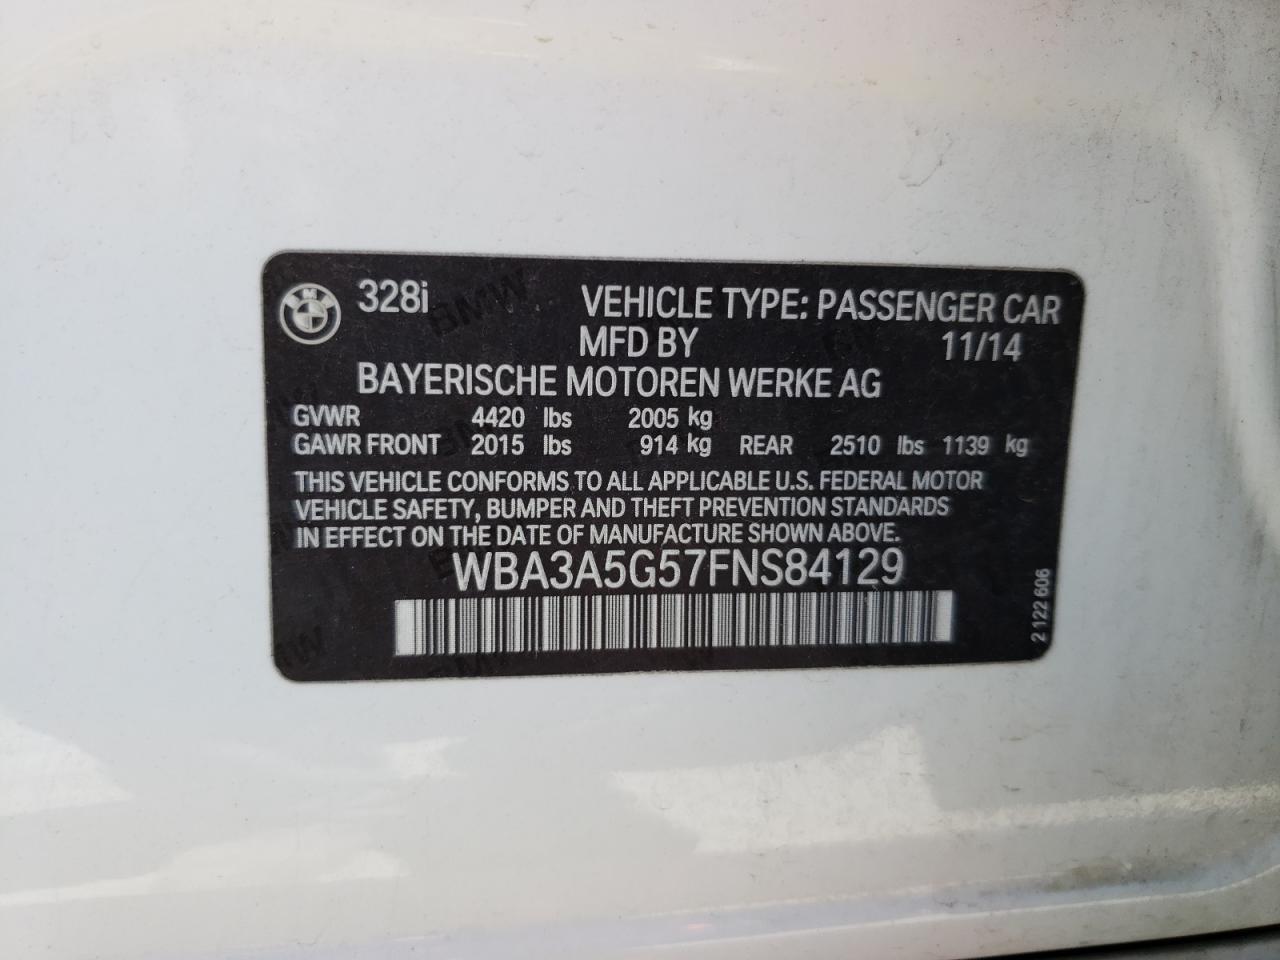 328i VEHICLE TYPE: PASSENGER CAR
MFD BY 11/14
BAYERISCHE MOTOREN WERKE AG
GVWR 4420 lbs 2005 kg
GAWR FRONT 2015 lbs 914 kg REAR 2510 lbs 1139 kg
THIS VEHICLE CONFORMS TO ALL APPLICABLE U.S. FEDERAL MOTOR
VEHICLE SAFETY, BUMPER AND THEFT PREVENTION STANDARDS
IN EFFECT ON THE DATE OF MANUFACTURE SHOWN ABOVE.
WBA3A5G57FNS84129
2 122 606
BMW